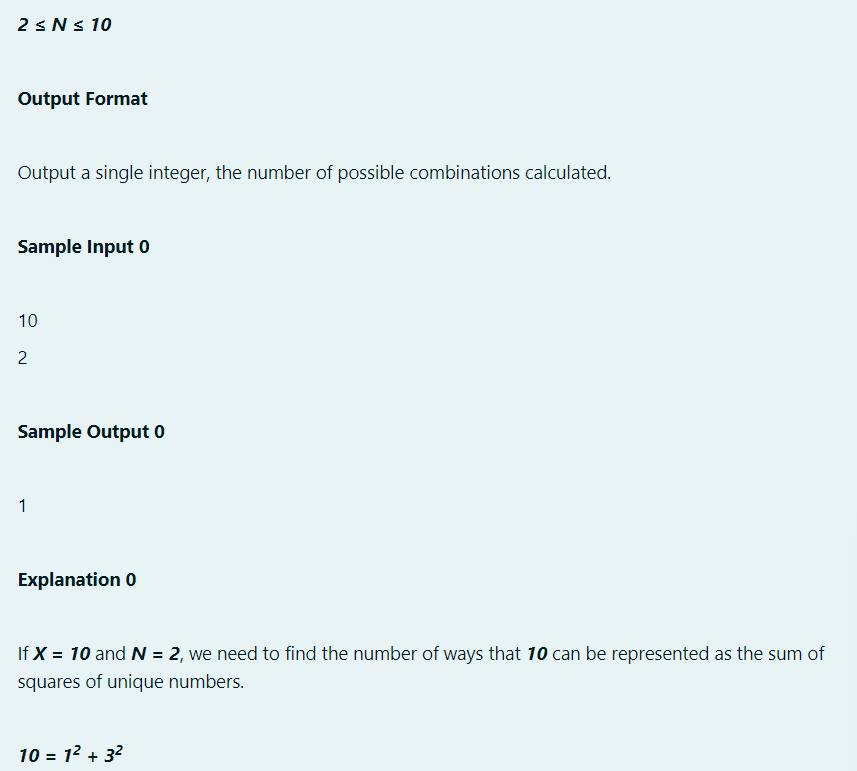 2 ≤ N ≤ 10
Output Format
Output a single integer, the number of possible combinations calculated.
Sample Input 0
10
2
Sample Output 0
1
Explanation 0
If X = 10 and N = 2, we need to find the number of ways that 10 can be represented as the sum of
squares of unique numbers.
10 = 1² + 3²